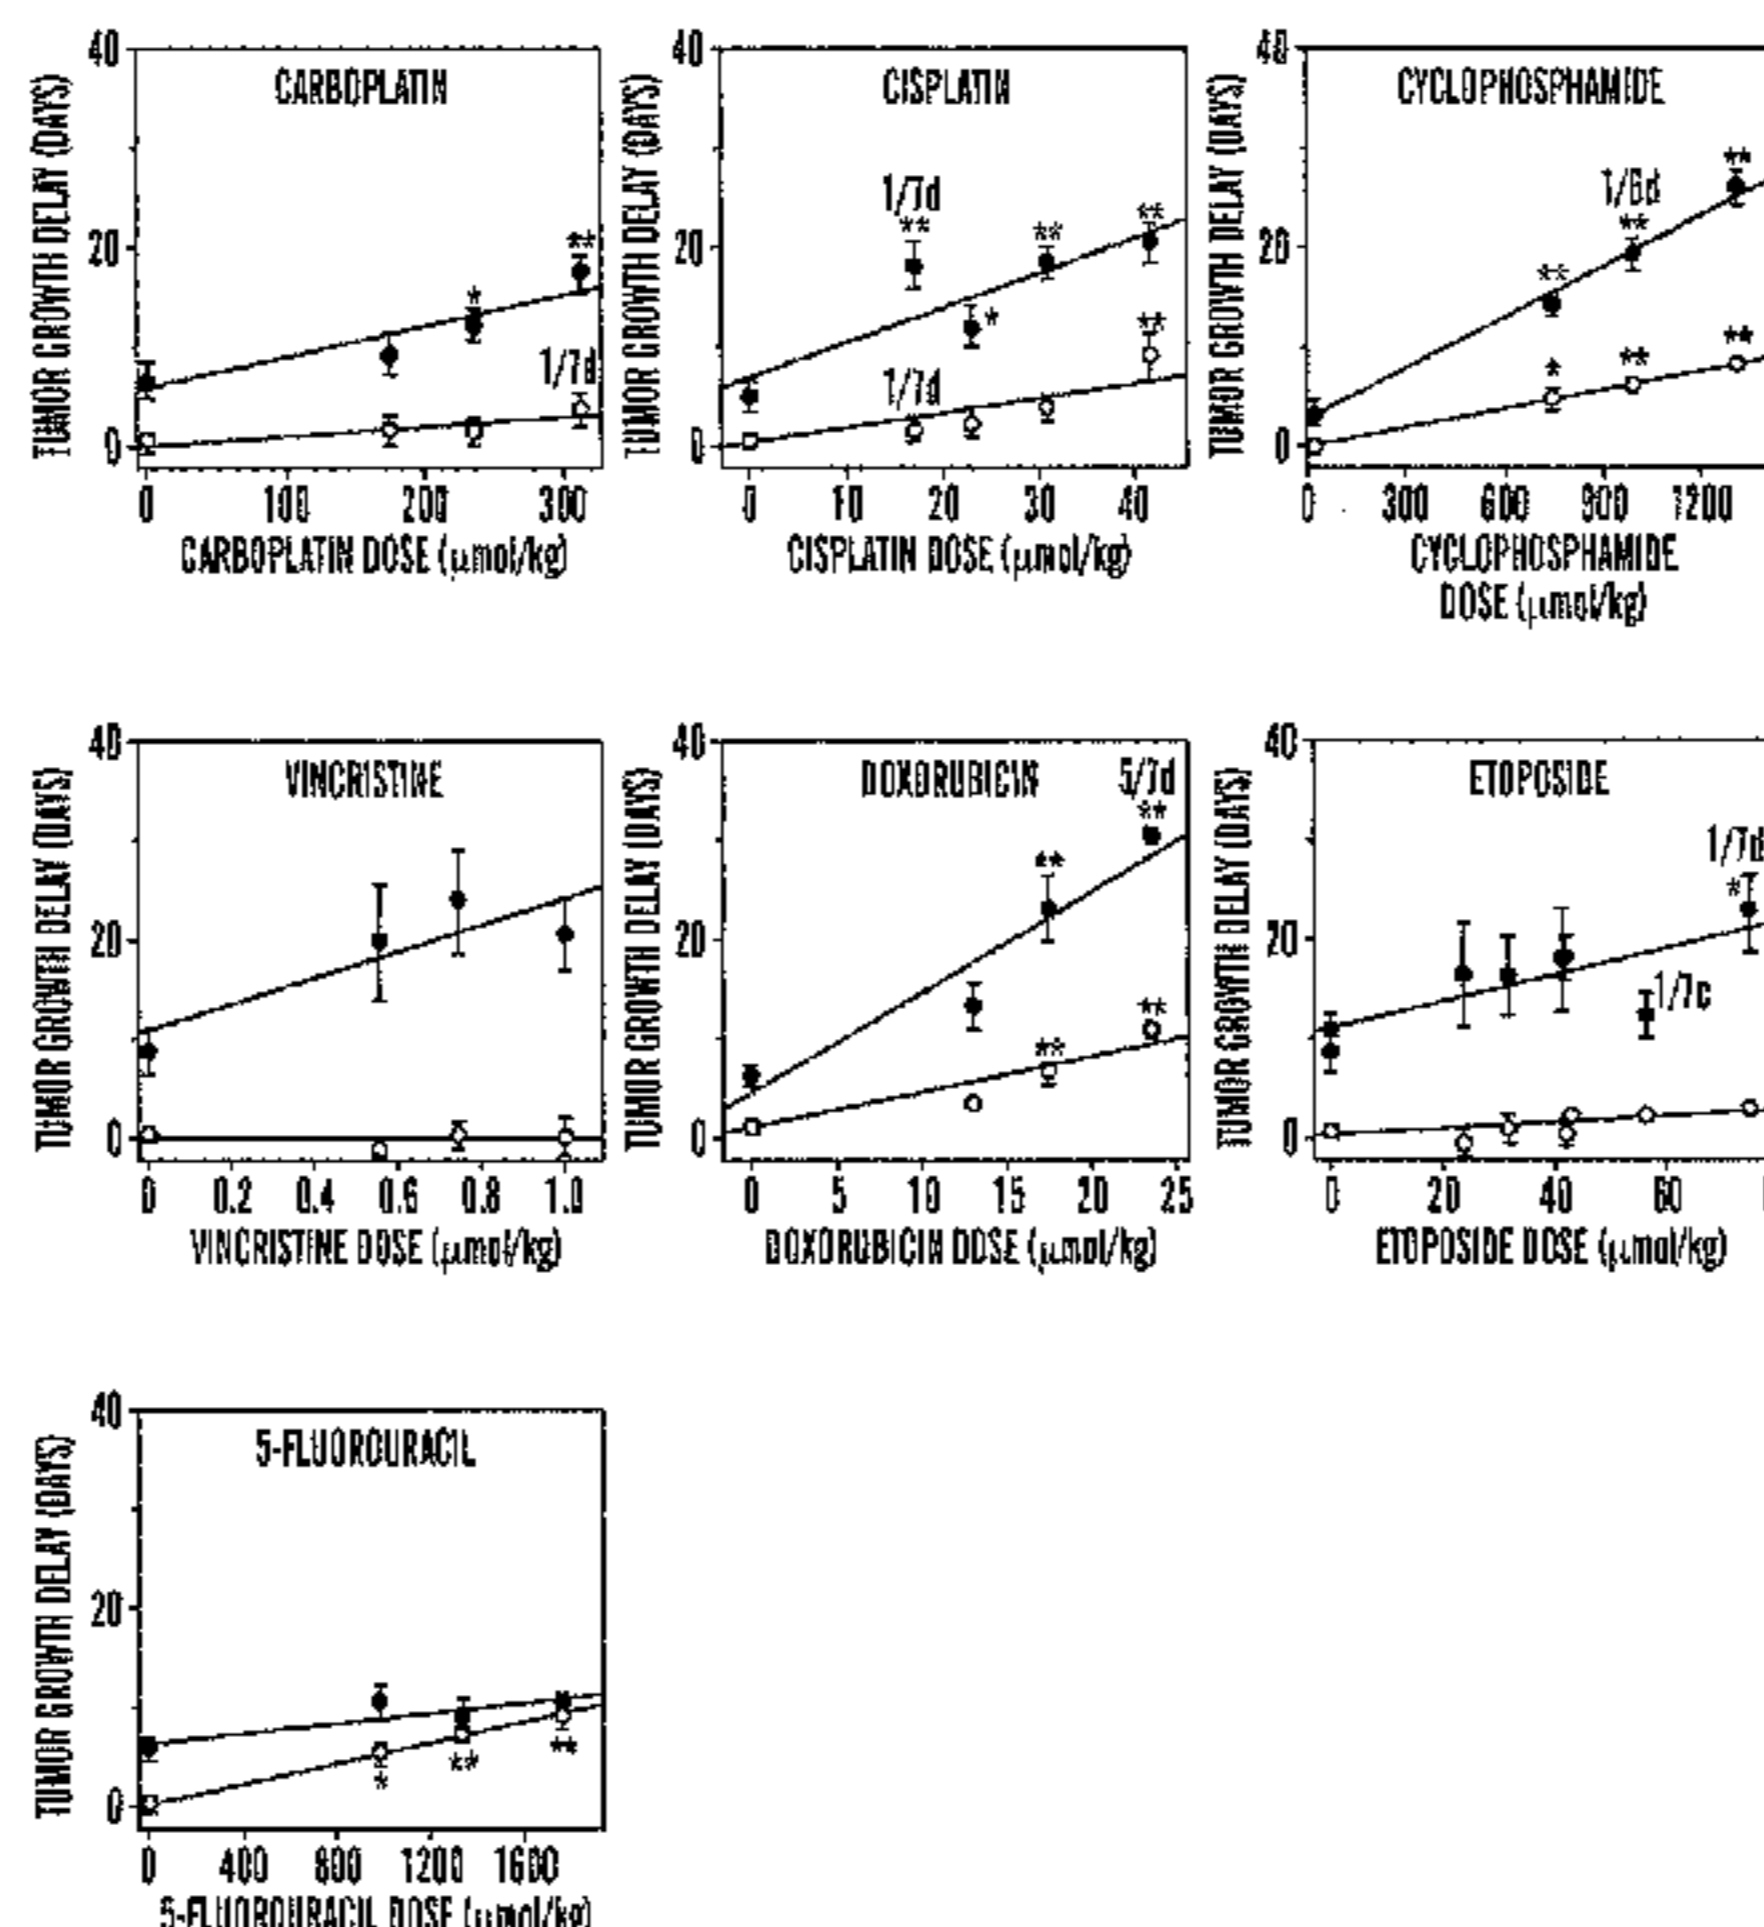 40 CARBOPLATIN
TUMOR GROWTH DELAY (DAYS)
**
20
*
1/7d
0
0 100 200 300
CARBOPLATIN DOSE (μmol/kg)
40 CISPLATIN
TUMOR GROWTH DELAY (DAYS)
1/7d
** ** **
20
*
**
1/7d
0
0 10 20 30 40
CISPLATIN DOSE (μmol/kg)
40 CYCLOPHOSPHAMIDE
TUMOR GROWTH DELAY (DAYS)
**
1/6d
**
20
**
* ** **
0
0 300 600 900 1200
CYCLOPHOSPHAMIDE
DOSE (μmol/kg)
40 VINCRISTINE
TUMOR GROWTH DELAY (DAYS)
20
0
0 0.2 0.4 0.6 0.8 1.0
VINCRISTINE DOSE (μmol/kg)
40 DOXORUBICIN 5/7d
TUMOR GROWTH DELAY (DAYS)
**
**
20
**
**
0
0 5 10 15 20 25
DOXORUBICIN DOSE (μmol/kg)
40 ETOPOSIDE
TUMOR GROWTH DELAY (DAYS)
1/7d
*
20
1/7d
0
0 20 40 60
ETOPOSIDE DOSE (μmol/kg)
40 5-FLUOROURACIL
TUMOR GROWTH DELAY (DAYS)
20
* ** **
0
0 400 800 1200 1600
5-FLUOROURACIL DOSE (μmol/kg)